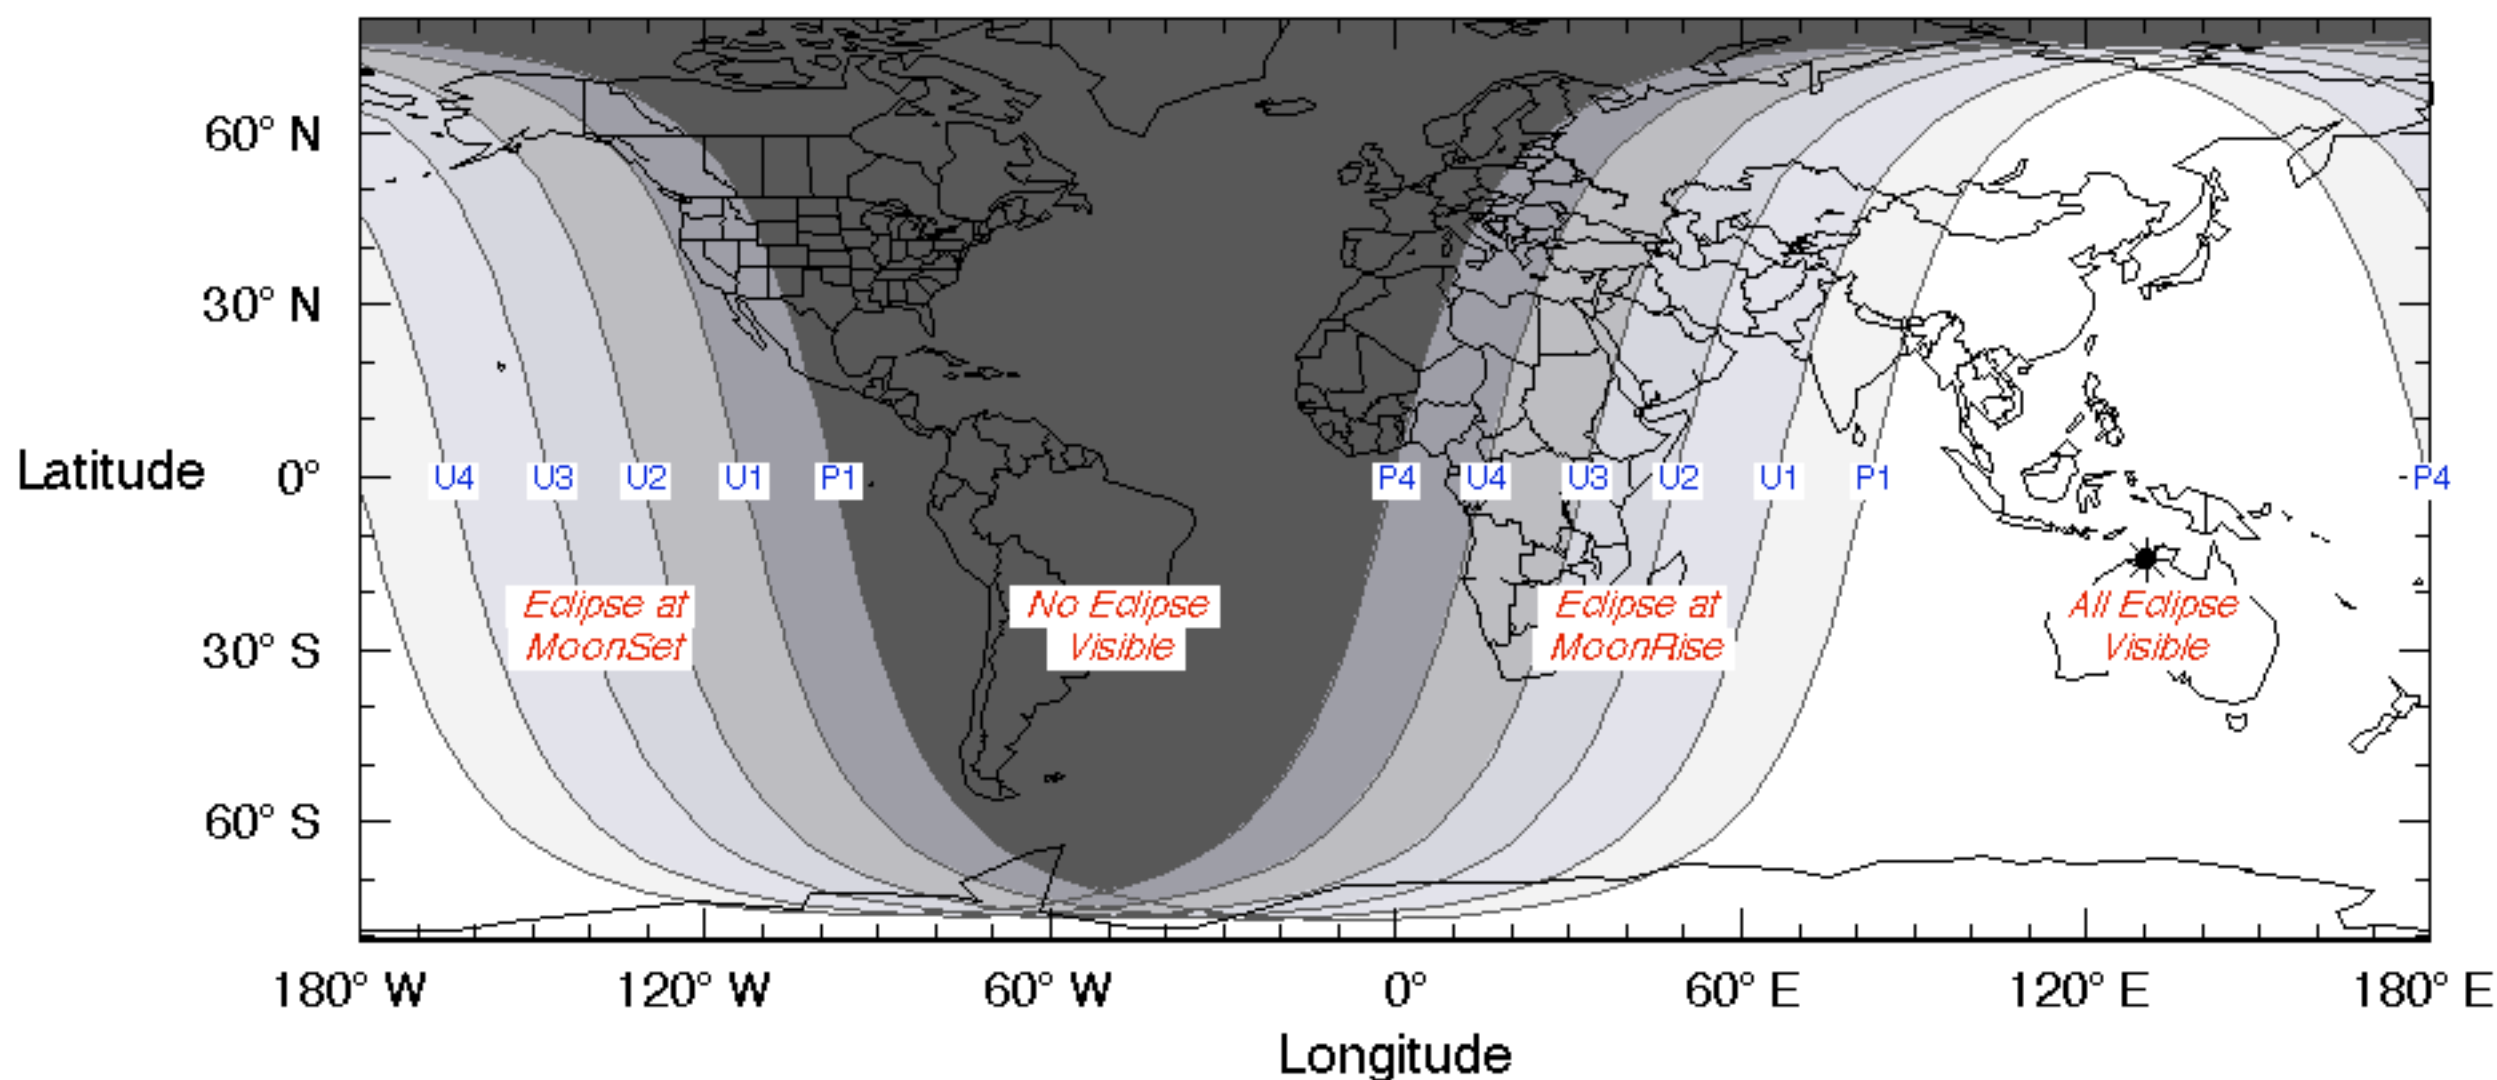 60° N
30° N
Latitude 0°
U4 U3 U2 U1 P1 P4 U4 U3 U2 U1 P1 P4
Eclipse at No Eclipse Eclipse at All Eclipse
MoonSet Visible MoonRise Visible
30° S
60° S
180° W 120° W 60° W 0° 60° E 120° E 180° E
Longitude